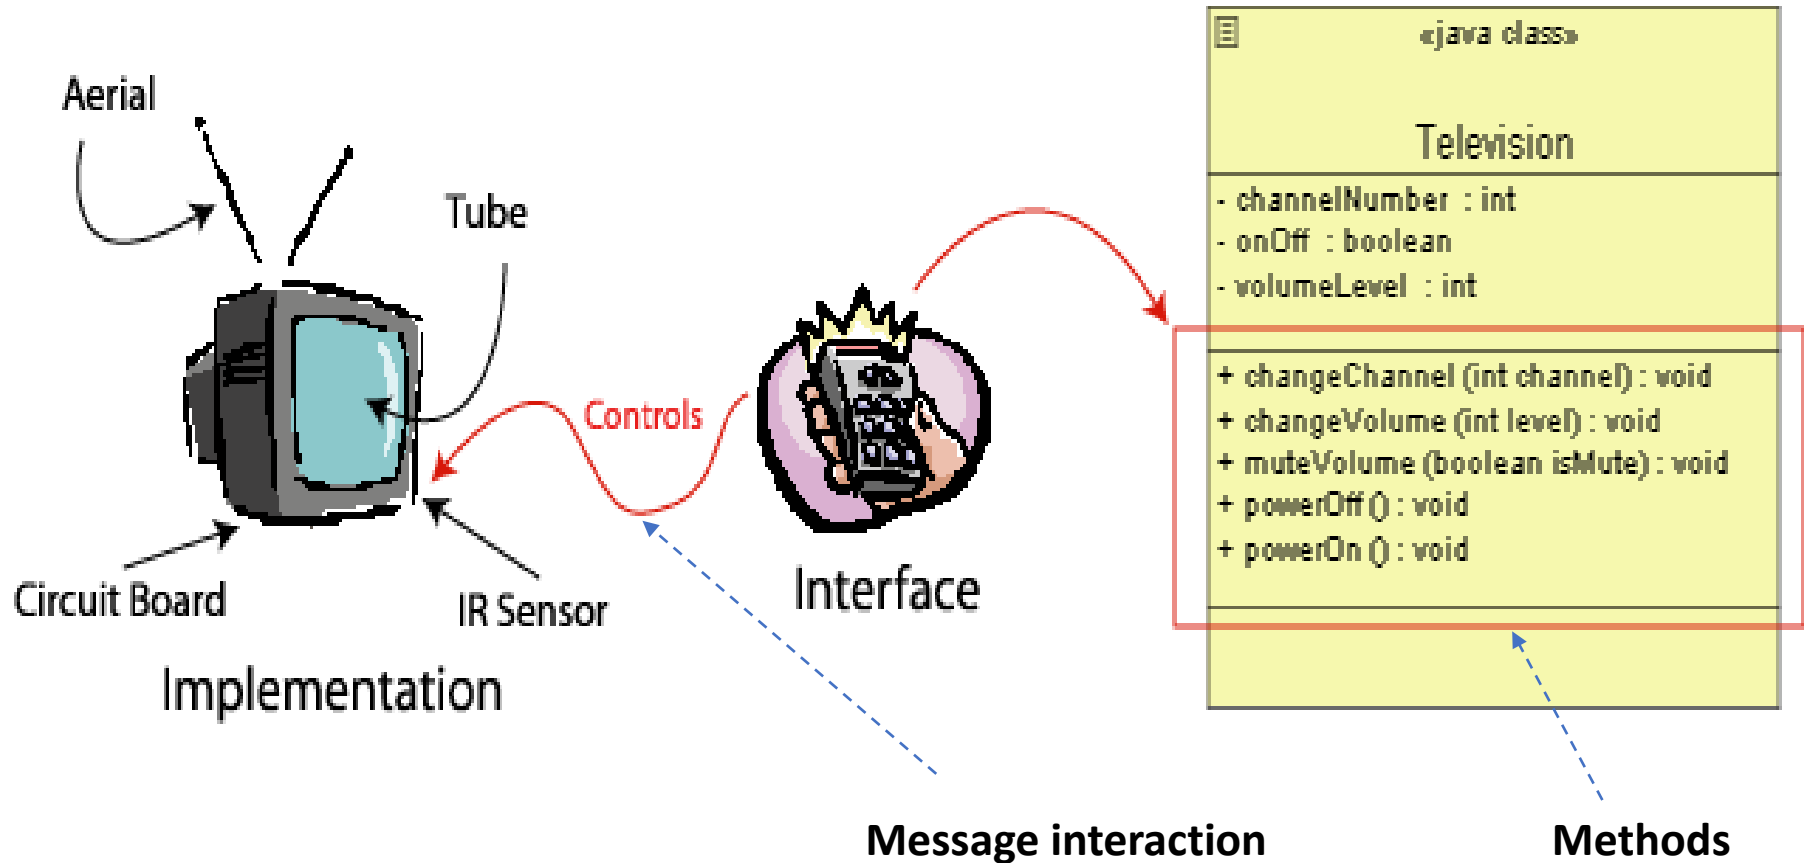 Aerial
Tube
Controls
Circuit Board
IR Sensor
Implementation
Interface
«java class»
Television
- channelNumber : int
- onOff : boolean
- volumeLevel : int
+ changeChannel (int channel) : void
+ changeVolume (int level) : void
+ muteVolume (boolean isMute) : void
+ powerOff () : void
+ powerOn () : void
Message interaction
Methods